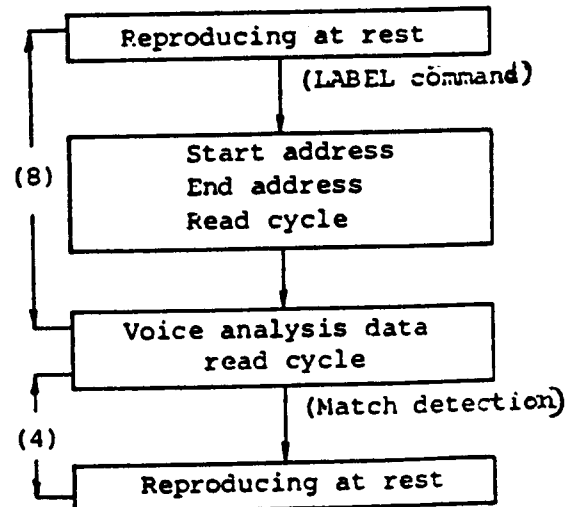 Reproducing at rest
(LABEL command)
Start address
End address
Read cycle
(8)
Voice analysis data
read cycle
(Match detection)
(4)
Reproducing at rest